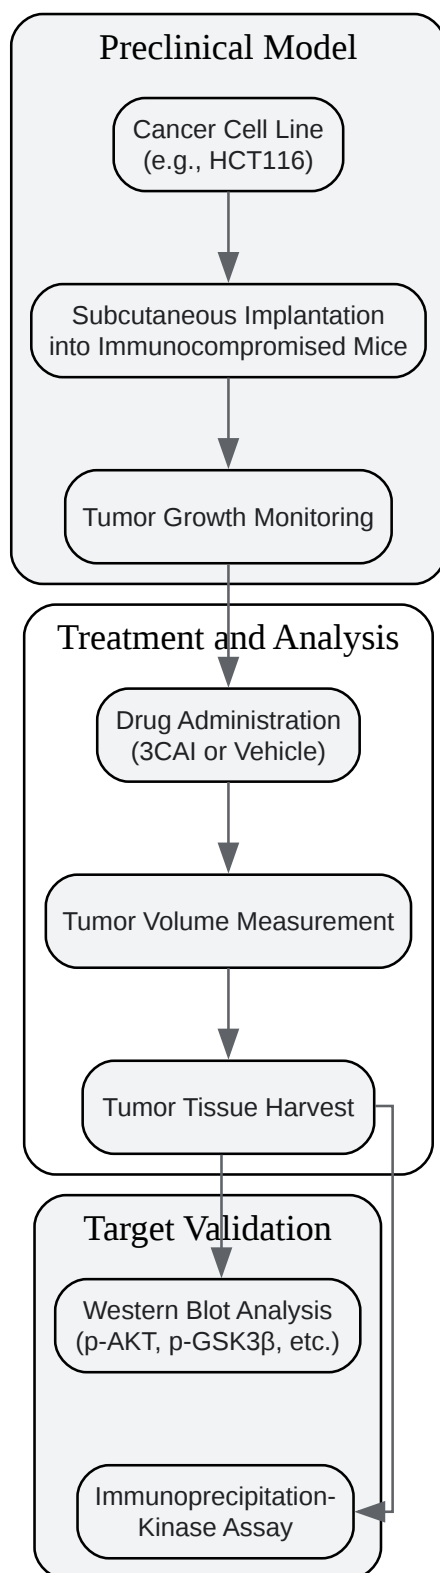 Preclinical Model
Cancer Cell Line
(e.g., HCT116)
Subcutaneous Implantation
into Immunocompromised Mice
Tumor Growth Monitoring
Treatment and Analysis
Drug Administration
(3CAI or Vehicle)
Tumor Volume Measurement
Tumor Tissue Harvest
Target Validation
Western Blot Analysis
(p-AKT, p-GSK3β, etc.)
Immunoprecipitation-
Kinase Assay